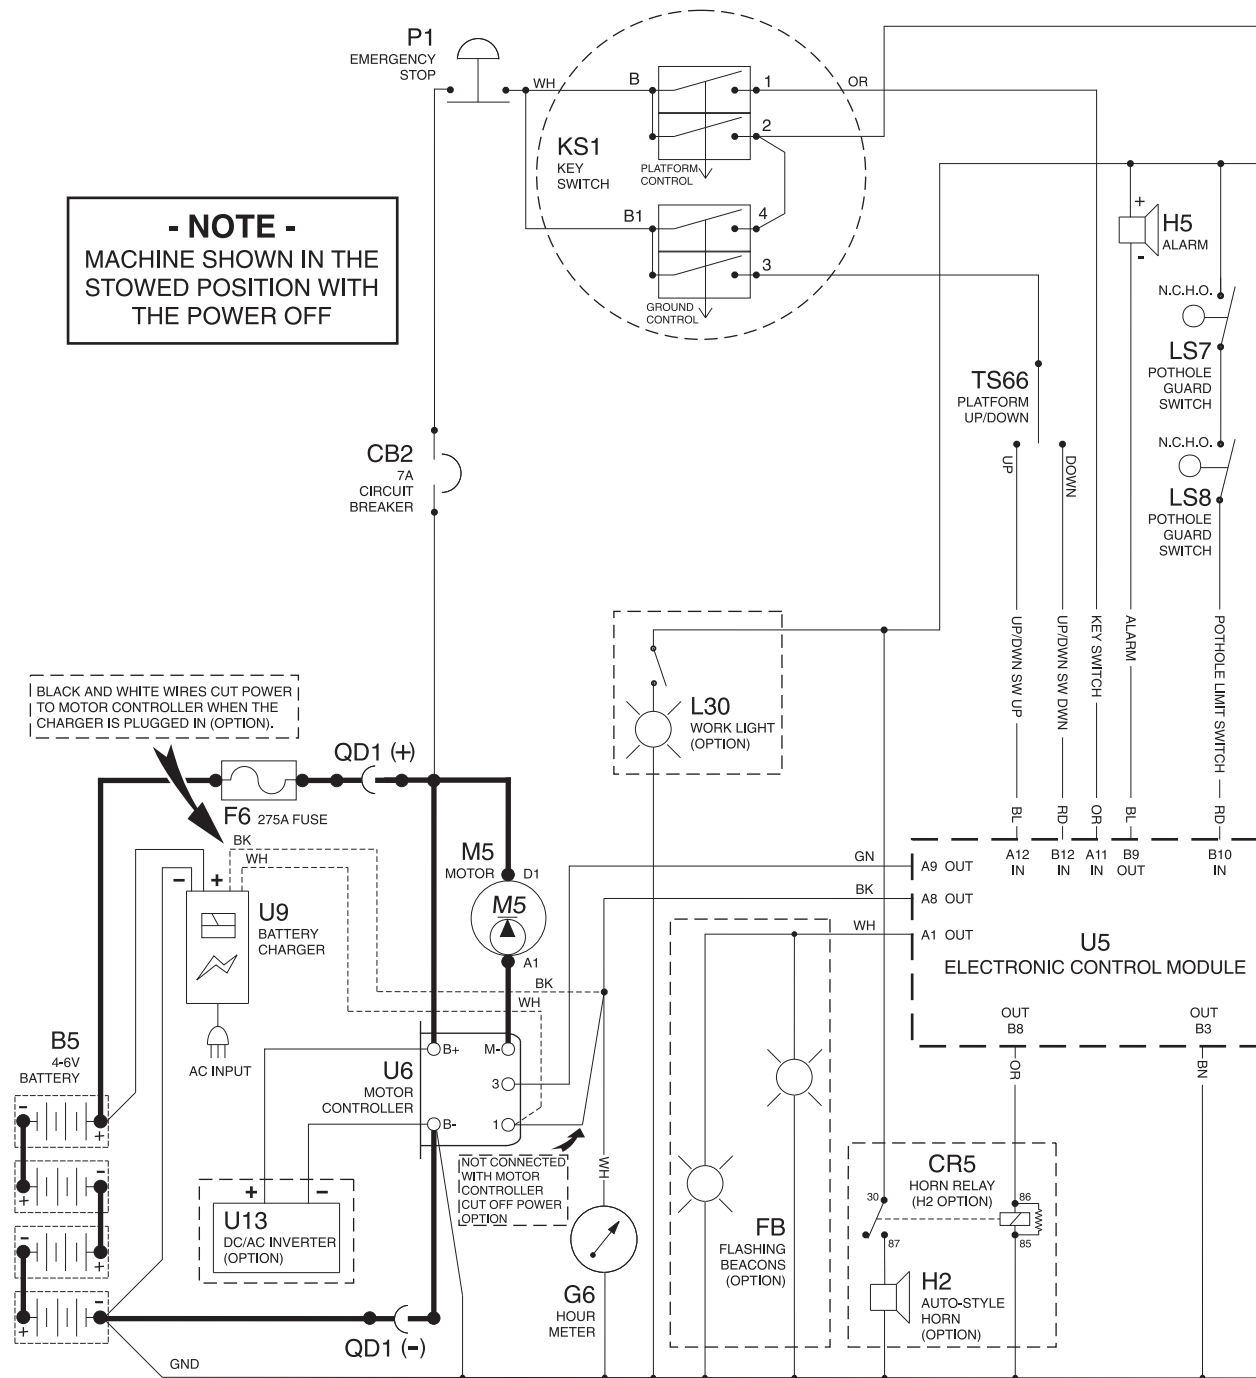 P1
EMERGENCY
STOP
WH
B
1
OR
2
KS1
KEY
SWITCH
PLATFORM
CONTROL
B1
4
3
GROUND
CONTROL
- NOTE -
MACHINE SHOWN IN THE
STOWED POSITION WITH
THE POWER OFF
+
H5
ALARM
-
N.C.H.O.
LS7
POTHOLE
GUARD
SWITCH
TS66
PLATFORM
UP/DOWN
UP
DOWN
N.C.H.O.
LS8
POTHOLE
GUARD
SWITCH
CB2
7A
CIRCUIT
BREAKER
UP/DWN SW UP
UP/DWN SW DWN
KEY SWITCH
ALARM
POTHOLE LIMIT SWITCH
BL
RD
OR
BL
RD
L30
WORK LIGHT
(OPTION)
BLACK AND WHITE WIRES CUT POWER
TO MOTOR CONTROLLER WHEN THE
CHARGER IS PLUGGED IN (OPTION).
QD1 (+)
F6 275A FUSE
BK
WH
- +
U9
BATTERY
CHARGER
AC INPUT
M5
MOTOR
D1
M5
A1
BK
WH
GN
BK
WH
A12
IN
B12
IN
A11
IN
B9
OUT
B10
IN
A9 OUT
A8 OUT
A1 OUT
U5
ELECTRONIC CONTROL MODULE
OUT
B8
OUT
B3
OR
BN
B5
4-6V
BATTERY
-
+
-
+
-
+
-
+
U6
MOTOR
CONTROLLER
B+
M-
3
B-
1
NOT CONNECTED
WITH MOTOR
CONTROLLER
CUT OFF POWER
OPTION
+ -
U13
DC/AC INVERTER
(OPTION)
WH
G6
HOUR
METER
FB
FLASHING
BEACONS
(OPTION)
CR5
HORN RELAY
(H2 OPTION)
30
86
87
85
H2
AUTO-STYLE
HORN
(OPTION)
QD1 (-)
GND